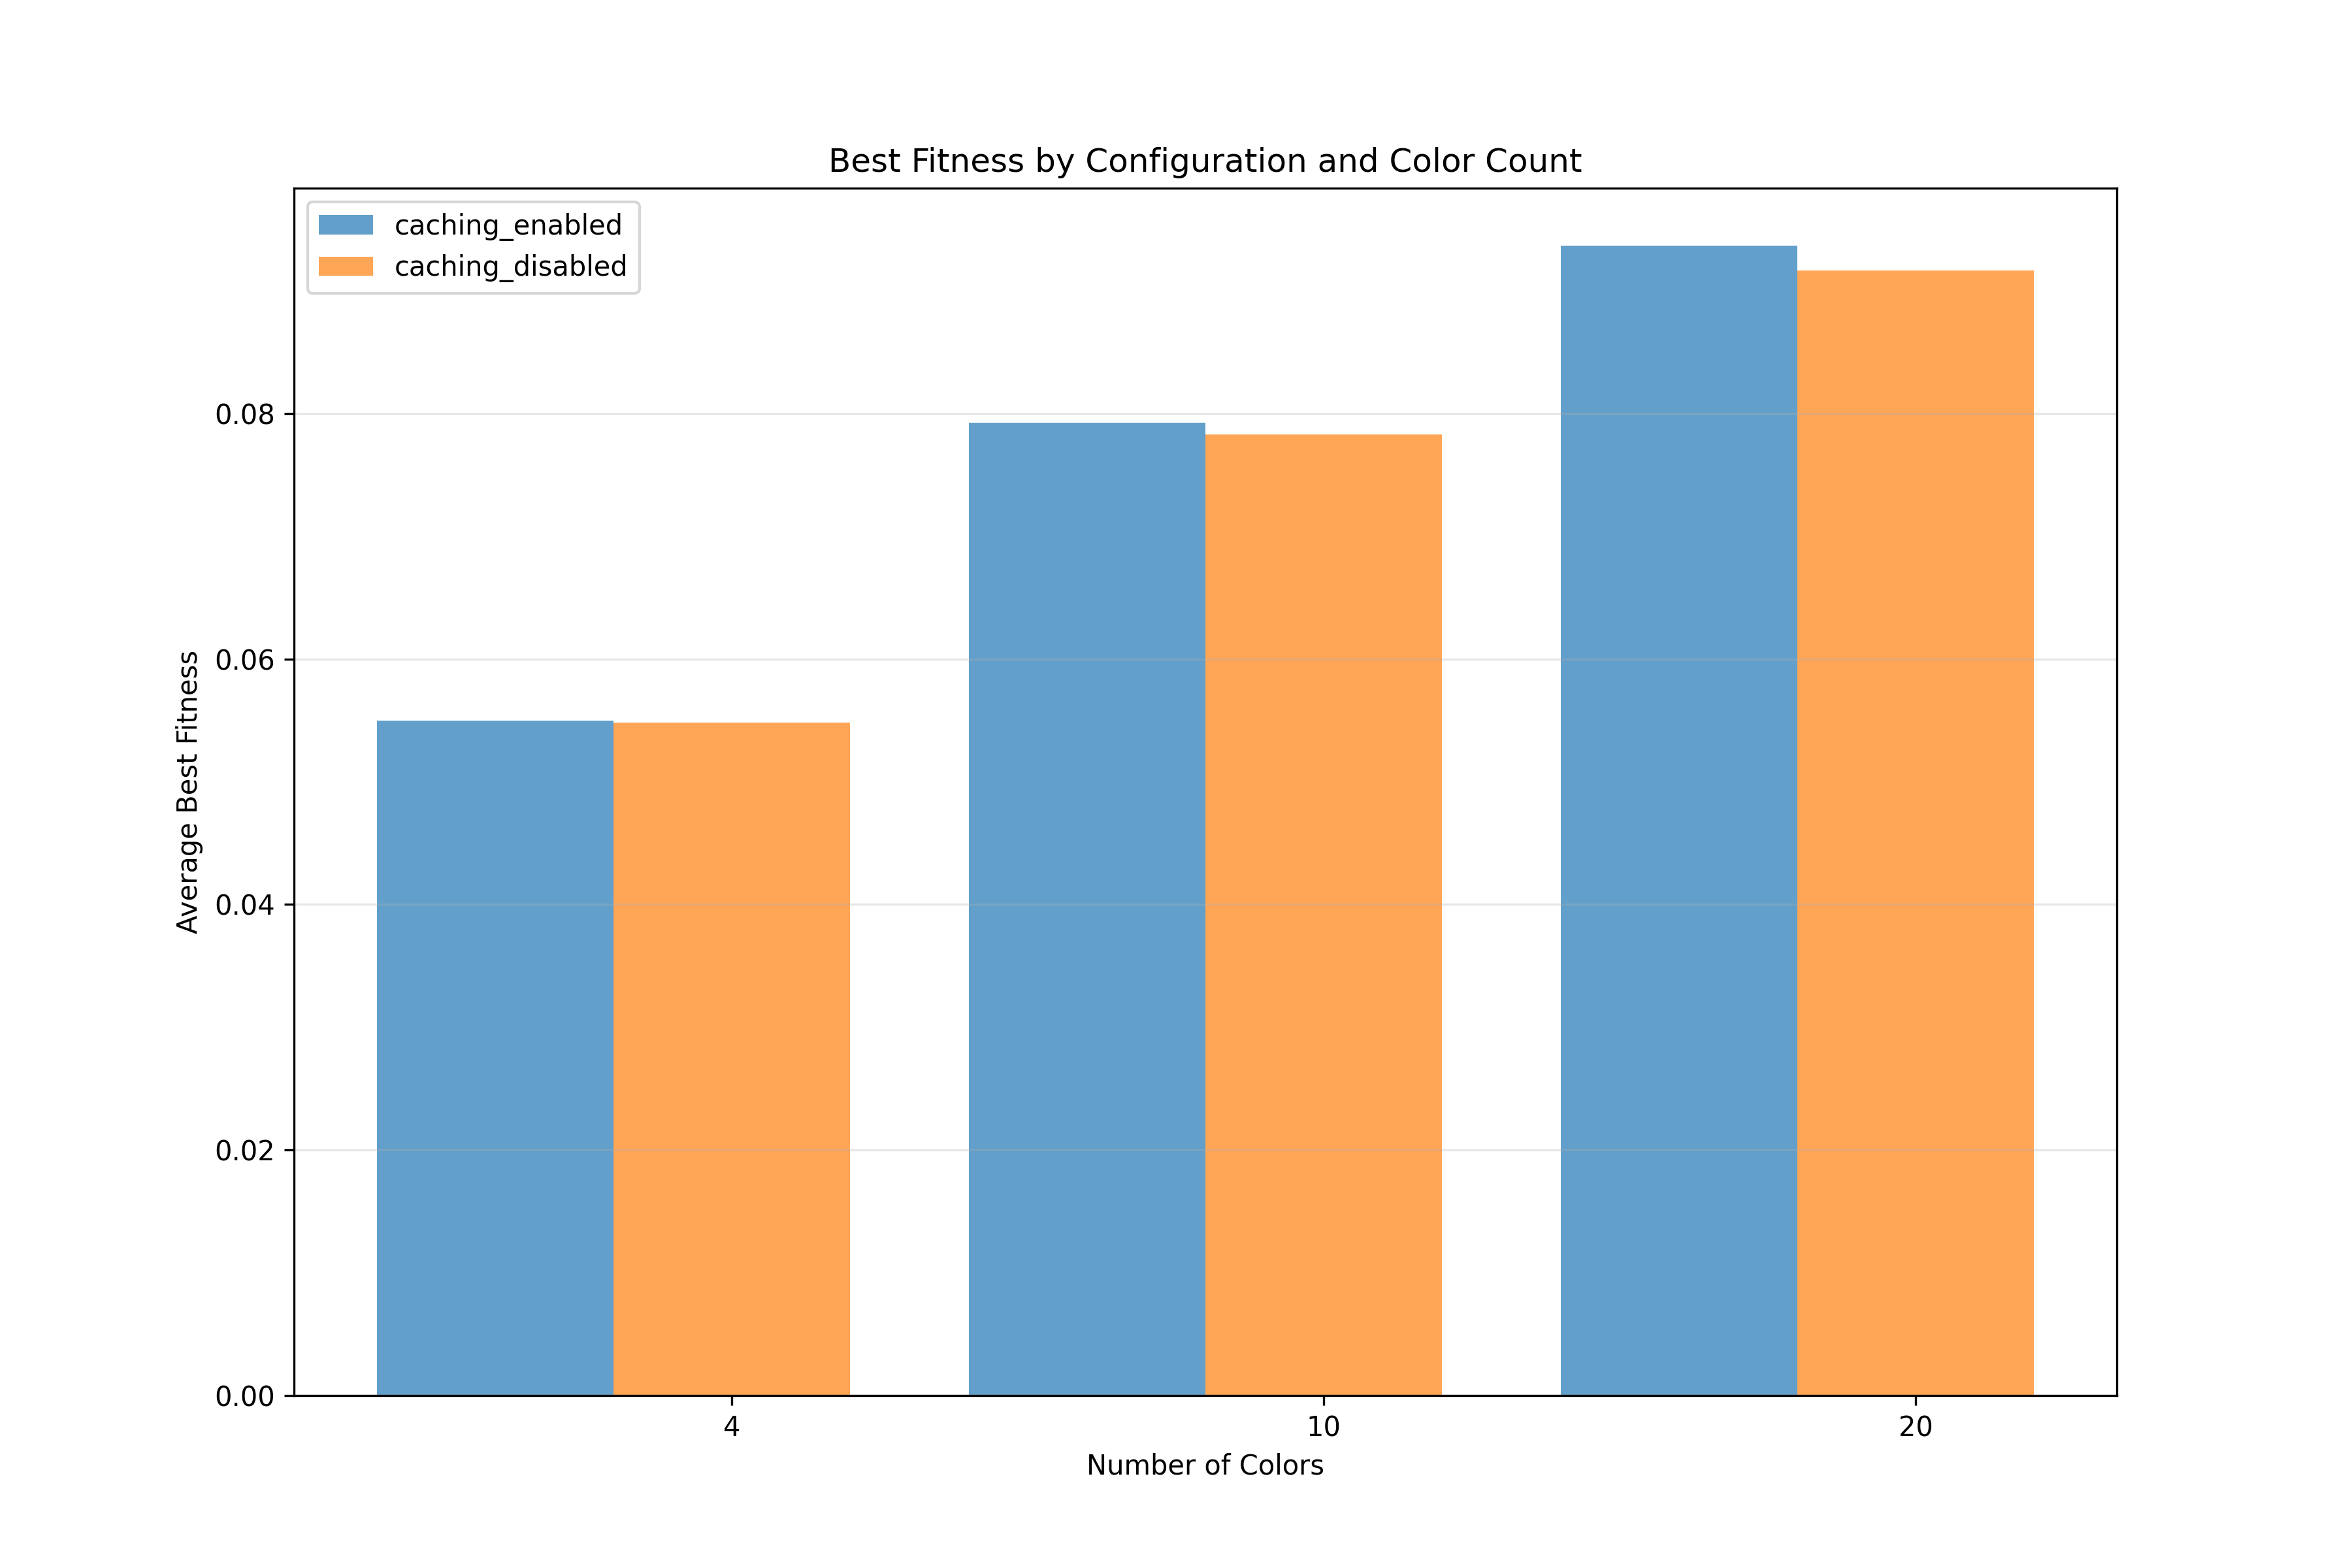 Best Fitness by Configuration and Color Count
caching_enabled
caching_disabled
Average Best Fitness
0.08
0.06
0.04
0.02
0.00
4
10
20
Number of Colors